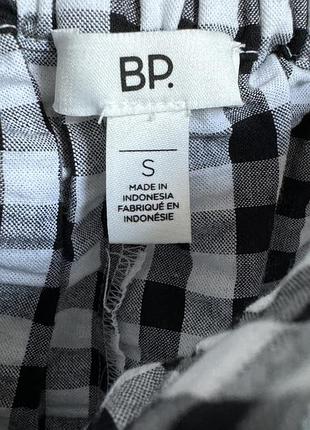 BP.
S
MADE IN
INDONESIA
FABRIQUÉ EN
INDONÉSIE